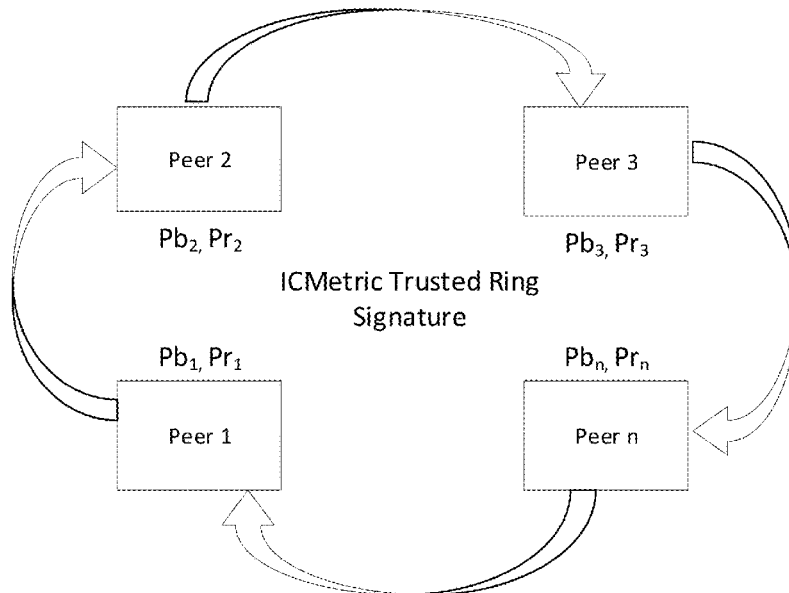 Peer 2
Peer 3
Pb₂, Pr₂
Pb₃, Pr₃
ICMetric Trusted Ring
Signature
Pb₁, Pr₁
Pbₙ, Prₙ
Peer 1
Peer n